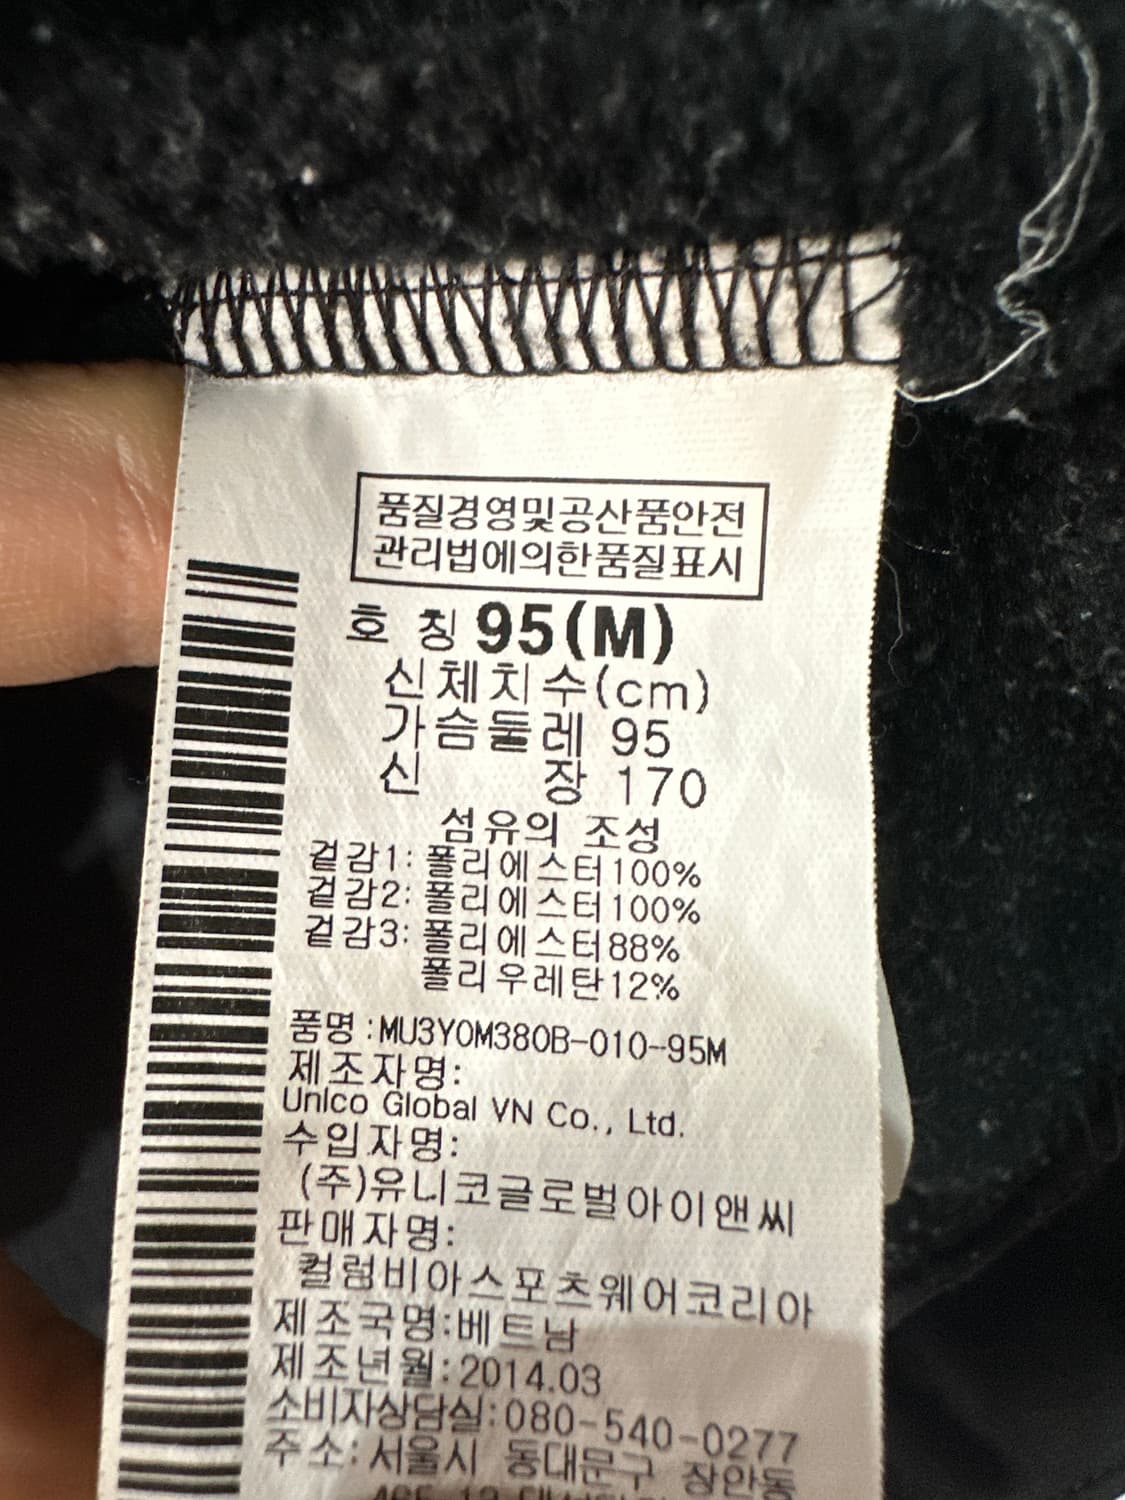 품질경영및공산품안전
관리법에의한품질표시
호 칭 95(M)
신체치수(cm)
가슴둘레 95
신 장 170
섬유의 조성
겉감1: 폴리에스터100%
겉감2: 폴리에스터100%
겉감3: 폴리에스터88%
폴리우레탄12%
품명:MU3Y0M380B-010-95M
제조자명:
Unico Global VN Co., Ltd.
수입자명:
(주)유니코글로벌아이앤씨
판매자명:
컬럼비아스포츠웨어코리아
제조국명:베트남
제조년월:2014.03
소비자상담실:080-540-0277
주소:서울시 동대문구 장안동